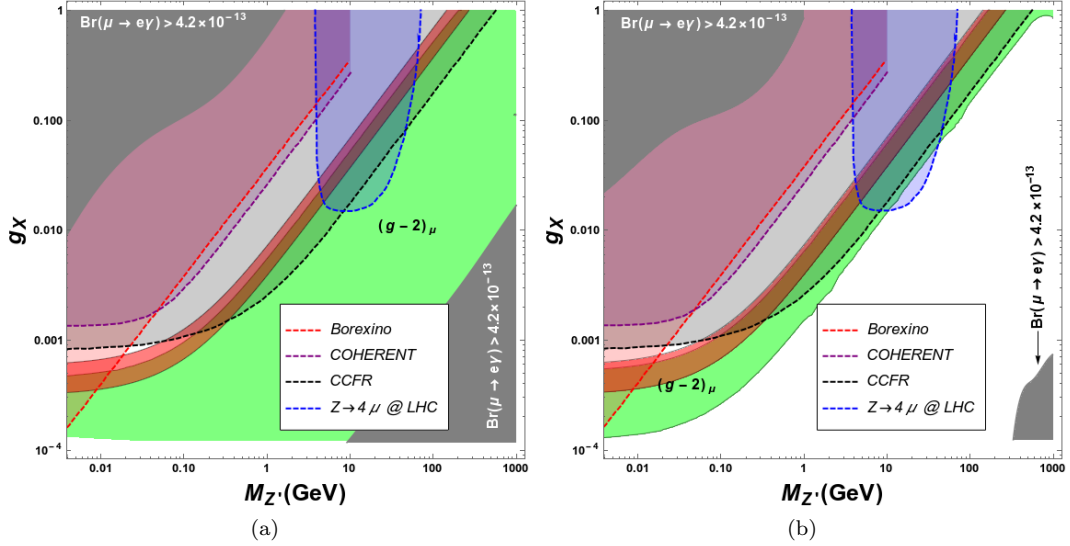 Br(μ → eγ) > 4.2×10⁻¹³
1
0.100
0.010
0.001
10⁻⁴
g_X
(g − 2)_μ
Br(μ → eγ) > 4.2×10⁻¹³
Borexino
COHERENT
CCFR
Z→4 μ @ LHC
0.01 0.10 1 10 100 1000
M_Z'(GeV)
(a)
Br(μ → eγ) > 4.2×10⁻¹³
1
0.100
0.010
0.001
10⁻⁴
g_X
(g − 2)_μ
Br(μ → eγ) > 4.2×10⁻¹³
Borexino
COHERENT
CCFR
Z→4 μ @ LHC
0.01 0.10 1 10 100 1000
M_Z'(GeV)
(b)